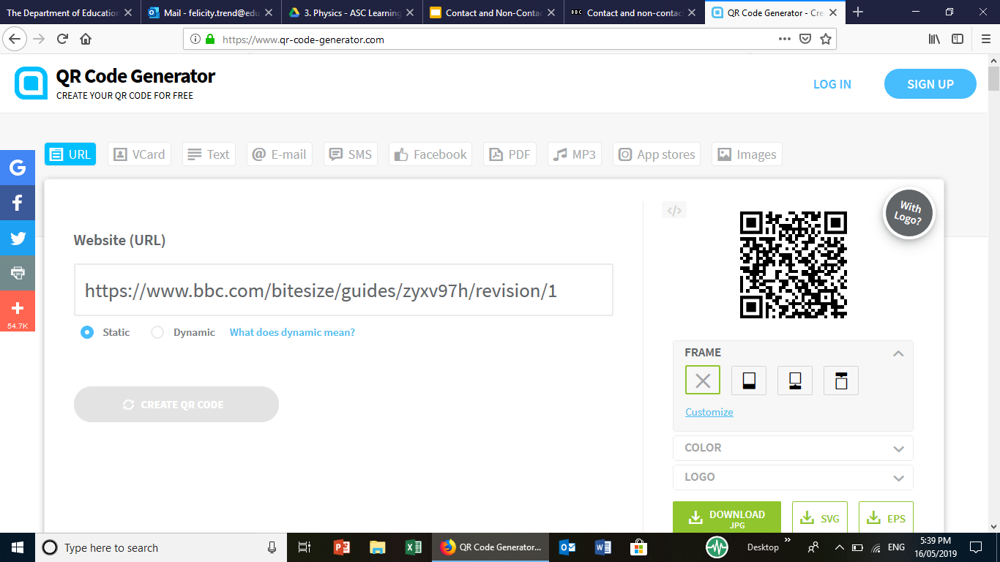 The Department of Education
Mail - felicity.trend@edu
3. Physics - ASC Learning
Contact and Non-Contac
BBC Contact and non-contac
QR Code Generator - Cre
https://www.qr-code-generator.com
QR Code Generator
CREATE YOUR QR CODE FOR FREE
LOG IN
SIGN UP
URL
VCard
Text
E-mail
SMS
Facebook
PDF
MP3
App stores
Images
With
Logo?
54.7K
Website (URL)
https://www.bbc.com/bitesize/guides/zyxv97h/revision/1
Static
Dynamic
What does dynamic mean?
CREATE QR CODE
FRAME
Customize
COLOR
LOGO
DOWNLOAD
JPG
SVG
EPS
Type here to search
QR Code Generator...
Desktop
ENG
5:39 PM
16/05/2019